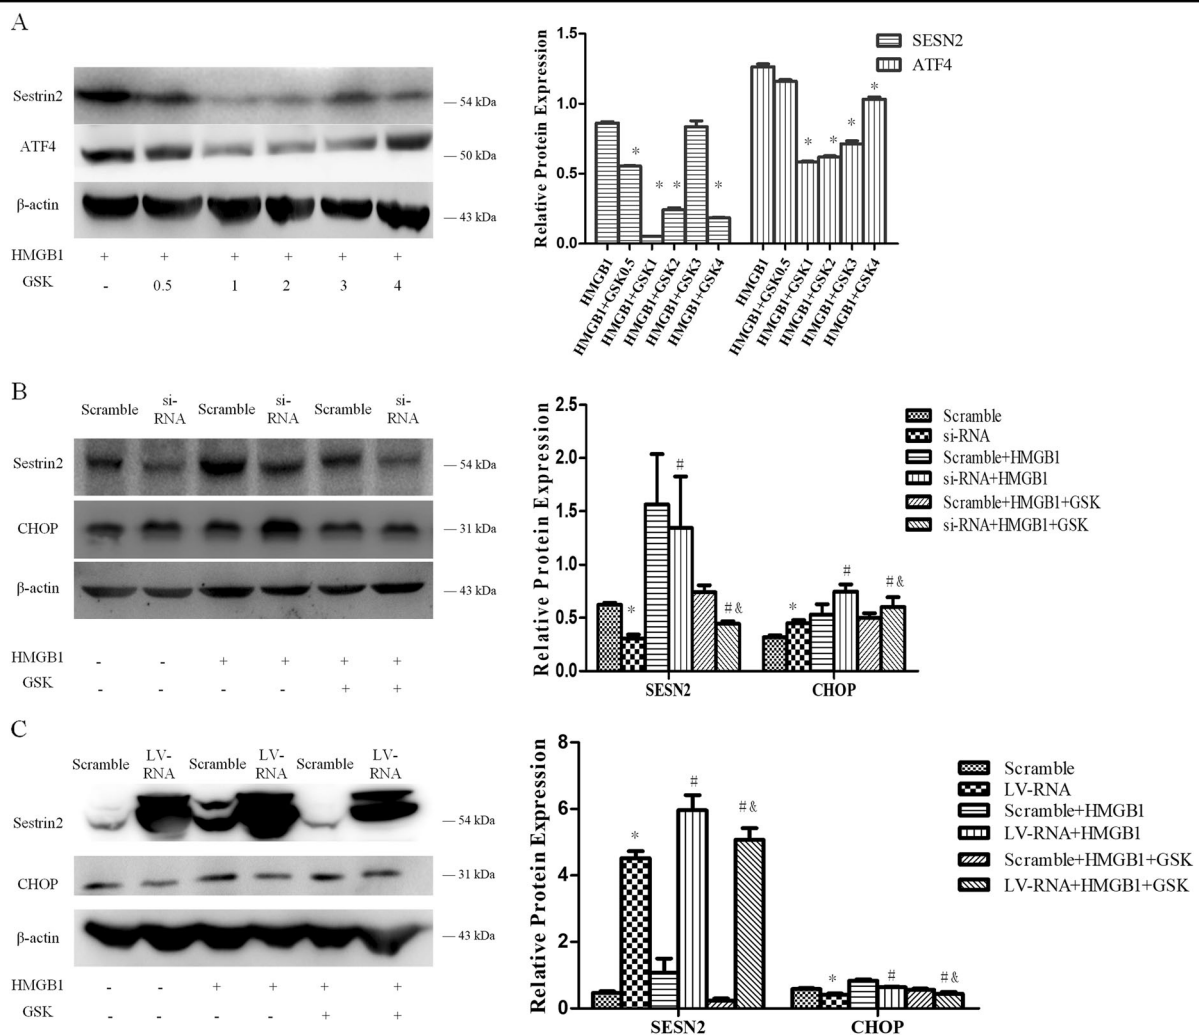 A
Sestrin2
— 54 kDa
ATF4
— 50 kDa
β-actin
— 43 kDa
HMGB1 + + + + + +
GSK - 0.5 1 2 3 4
Relative Protein Expression
1.5
1.0
0.5
0.0
SESN2
ATF4
* * * * * * * *
HMGB1
HMGB1+GSK0.5
HMGB1+GSK1
HMGB1+GSK2
HMGB1+GSK3
HMGB1+GSK4
HMGB1
HMGB1+GSK0.5
HMGB1+GSK1
HMGB1+GSK2
HMGB1+GSK3
HMGB1+GSK4
B
Scramble si-RNA Scramble si-RNA Scramble si-RNA
Sestrin2
— 54 kDa
CHOP
— 31 kDa
β-actin
— 43 kDa
HMGB1 - - + + + +
GSK - - - - + +
Relative Protein Expression
2.5
2.0
1.5
1.0
0.5
0.0
* # #& * # #&
SESN2 CHOP
Scramble
si-RNA
Scramble+HMGB1
si-RNA+HMGB1
Scramble+HMGB1+GSK
si-RNA+HMGB1+GSK
C
Scramble LV-RNA Scramble LV-RNA Scramble LV-RNA
Sestrin2
— 54 kDa
CHOP
— 31 kDa
β-actin
— 43 kDa
HMGB1 - - + + + +
GSK - - - - + +
Relative Protein Expression
8
6
4
2
0
* # #& * # #&
SESN2 CHOP
Scramble
LV-RNA
Scramble+HMGB1
LV-RNA+HMGB1
Scramble+HMGB1+GSK
LV-RNA+HMGB1+GSK